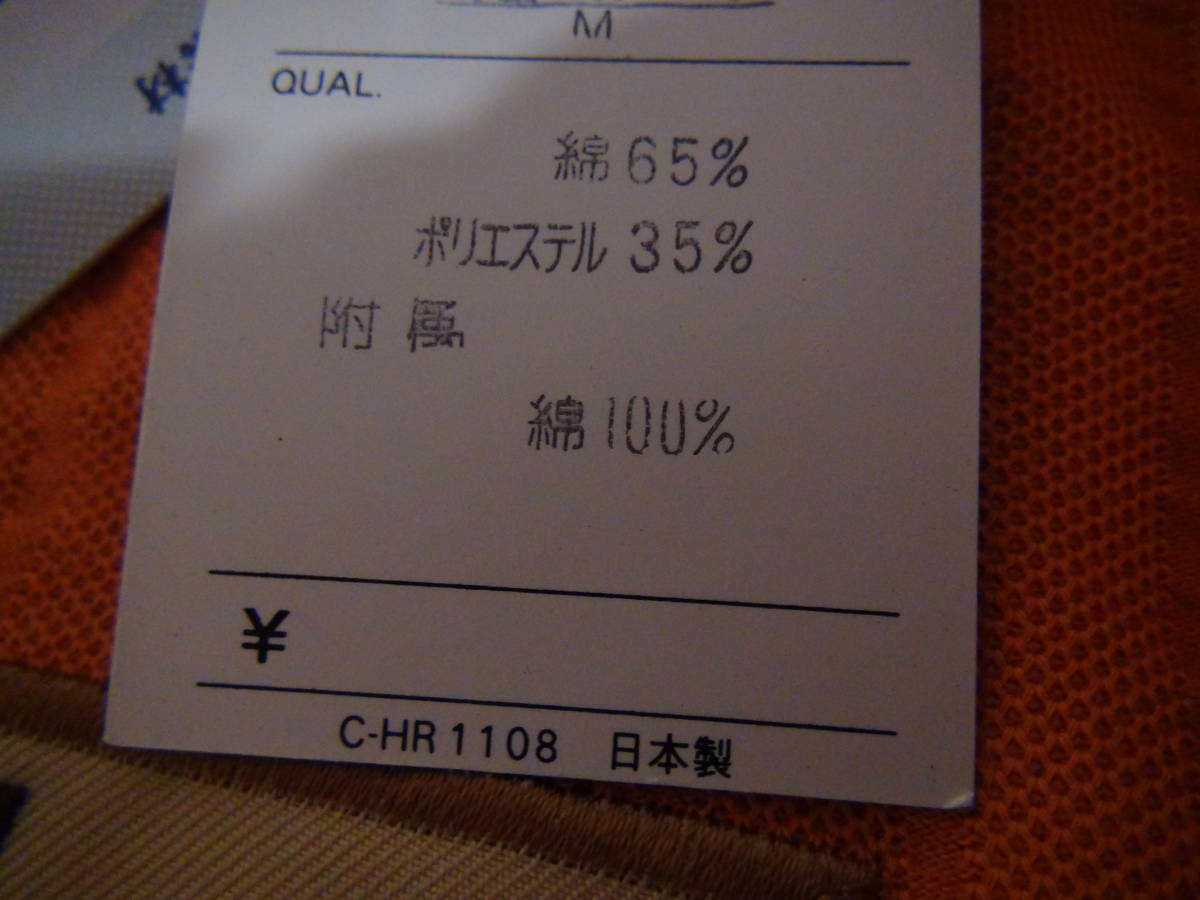 M
QUAL.
綿 65%
ポリエステル 35%
附 属
綿 100%
¥
C-HR 1108 日本製